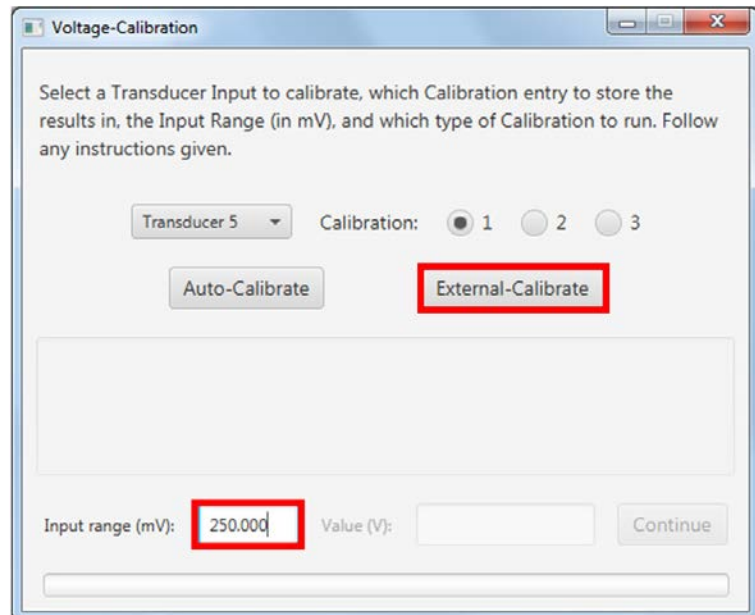 Voltage-Calibration
Select a Transducer Input to calibrate, which Calibration entry to store the
results in, the Input Range (in mV), and which type of Calibration to run. Follow
any instructions given.
Transducer 5 Calibration: 1 2 3
Auto-Calibrate External-Calibrate
Input range (mV): 250.000 Value (V): Continue